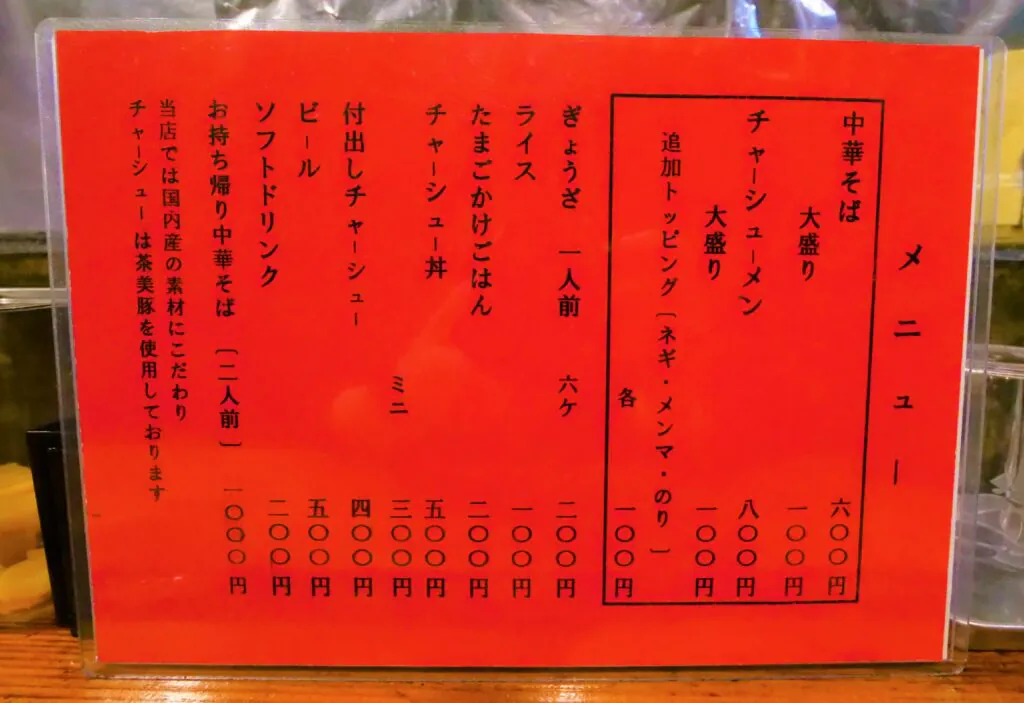 メニュー
中華そば 六〇〇円
大盛り 一〇〇円
チャーシューメン 八〇〇円
大盛り 一〇〇円
追加トッピング〔ネギ・メンマ・のり〕
各 一〇〇円
ぎょうざ 一人前 六ケ 二〇〇円
ライス 一〇〇円
たまごかけごはん 二〇〇円
チャーシュー丼 五〇〇円
ミニ 三〇〇円
付出しチャーシュー 四〇〇円
ビール 五〇〇円
ソフトドリンク 二〇〇円
お持ち帰り中華そば 〔二人前〕 一〇〇〇円
当店では国内産の素材にこだわり
チャーシューは茶美豚を使用しております